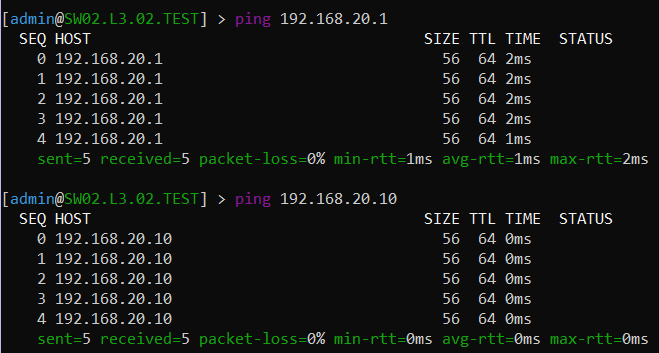 [admin@SW02.L3.02.TEST] > ping 192.168.20.1
SEQ HOST SIZE TTL TIME STATUS
0 192.168.20.1 56 64 2ms
1 192.168.20.1 56 64 2ms
2 192.168.20.1 56 64 2ms
3 192.168.20.1 56 64 2ms
4 192.168.20.1 56 64 1ms
sent=5 received=5 packet-loss=0% min-rtt=1ms avg-rtt=1ms max-rtt=2ms
[admin@SW02.L3.02.TEST] > ping 192.168.20.10
SEQ HOST SIZE TTL TIME STATUS
0 192.168.20.10 56 64 0ms
1 192.168.20.10 56 64 0ms
2 192.168.20.10 56 64 0ms
3 192.168.20.10 56 64 0ms
4 192.168.20.10 56 64 0ms
sent=5 received=5 packet-loss=0% min-rtt=0ms avg-rtt=0ms max-rtt=0ms